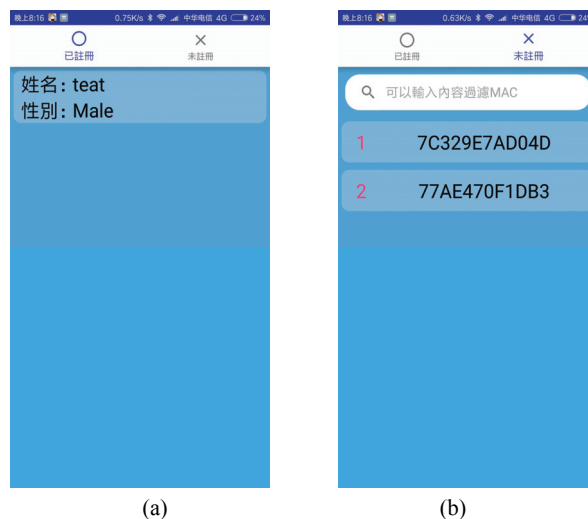 晚上8:16 0.75K/s 中华电信 4G 24%
已註冊 未註冊
姓名: teat
性別: Male
(a)
晚上8:16 0.63K/s 中华电信 4G 24%
已註冊 未註冊
可以輸入內容過濾MAC
1 7C329E7AD04D
2 77AE470F1DB3
(b)